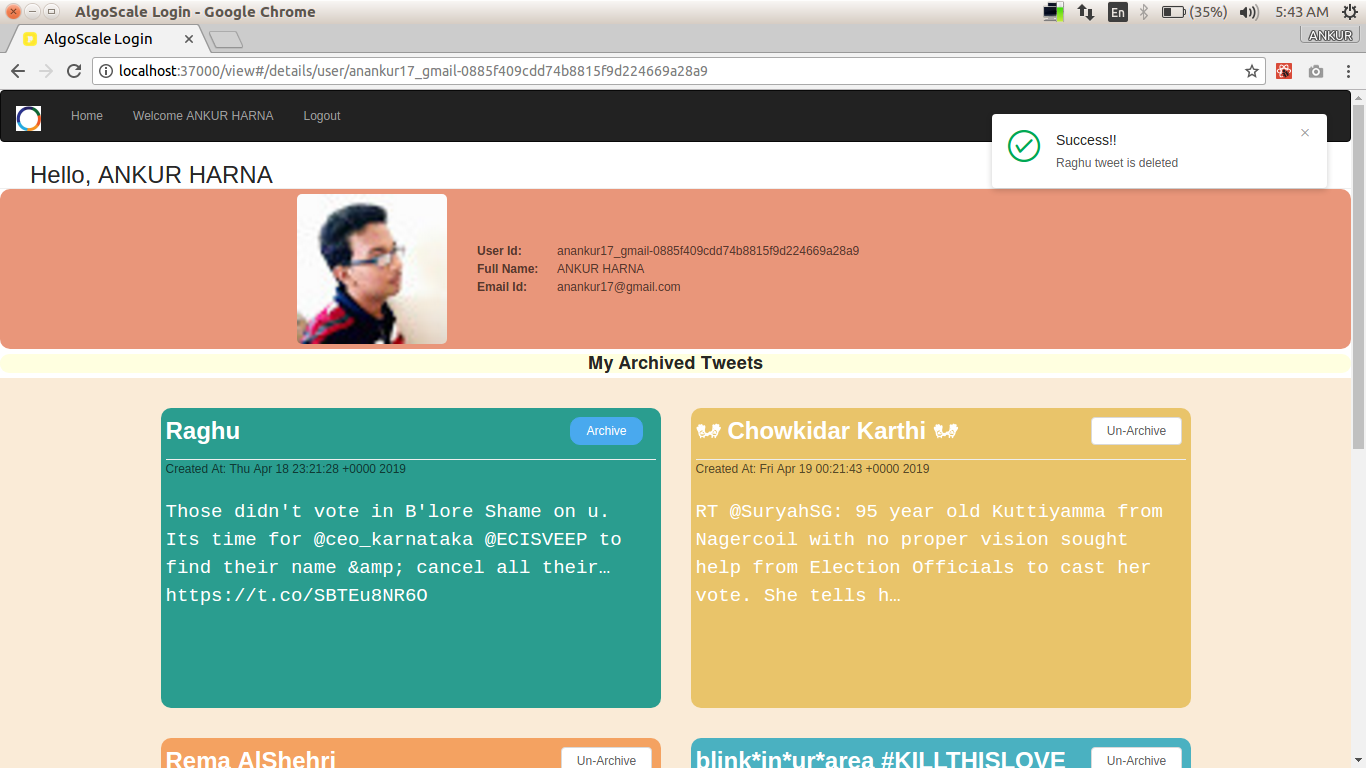 AlgoScale Login - Google Chrome
En
(35%)
5:43 AM
AlgoScale Login
ANKUR
localhost:37000/view#/details/user/anankur17_gmail-0885f409cdd74b8815f9d224669a28a9
Home
Welcome ANKUR HARNA
Logout
Success!!
Raghu tweet is deleted
Hello, ANKUR HARNA
User Id: anankur17_gmail-0885f409cdd74b8815f9d224669a28a9
Full Name: ANKUR HARNA
Email Id: anankur17@gmail.com
My Archived Tweets
Raghu
Archive
Created At: Thu Apr 18 23:21:28 +0000 2019
Those didn't vote in B'lore Shame on u.
Its time for @ceo_karnataka @ECISVEEP to
find their name &amp; cancel all their…
https://t.co/SBTEu8NR6O
Chowkidar Karthi
Un-Archive
Created At: Fri Apr 19 00:21:43 +0000 2019
RT @SuryahSG: 95 year old Kuttiyamma from
Nagercoil with no proper vision sought
help from Election Officials to cast her
vote. She tells h…
Rema AlShehri
Un-Archive
blink*in*ur*area #KILLTHISLOVE
Un-Archive